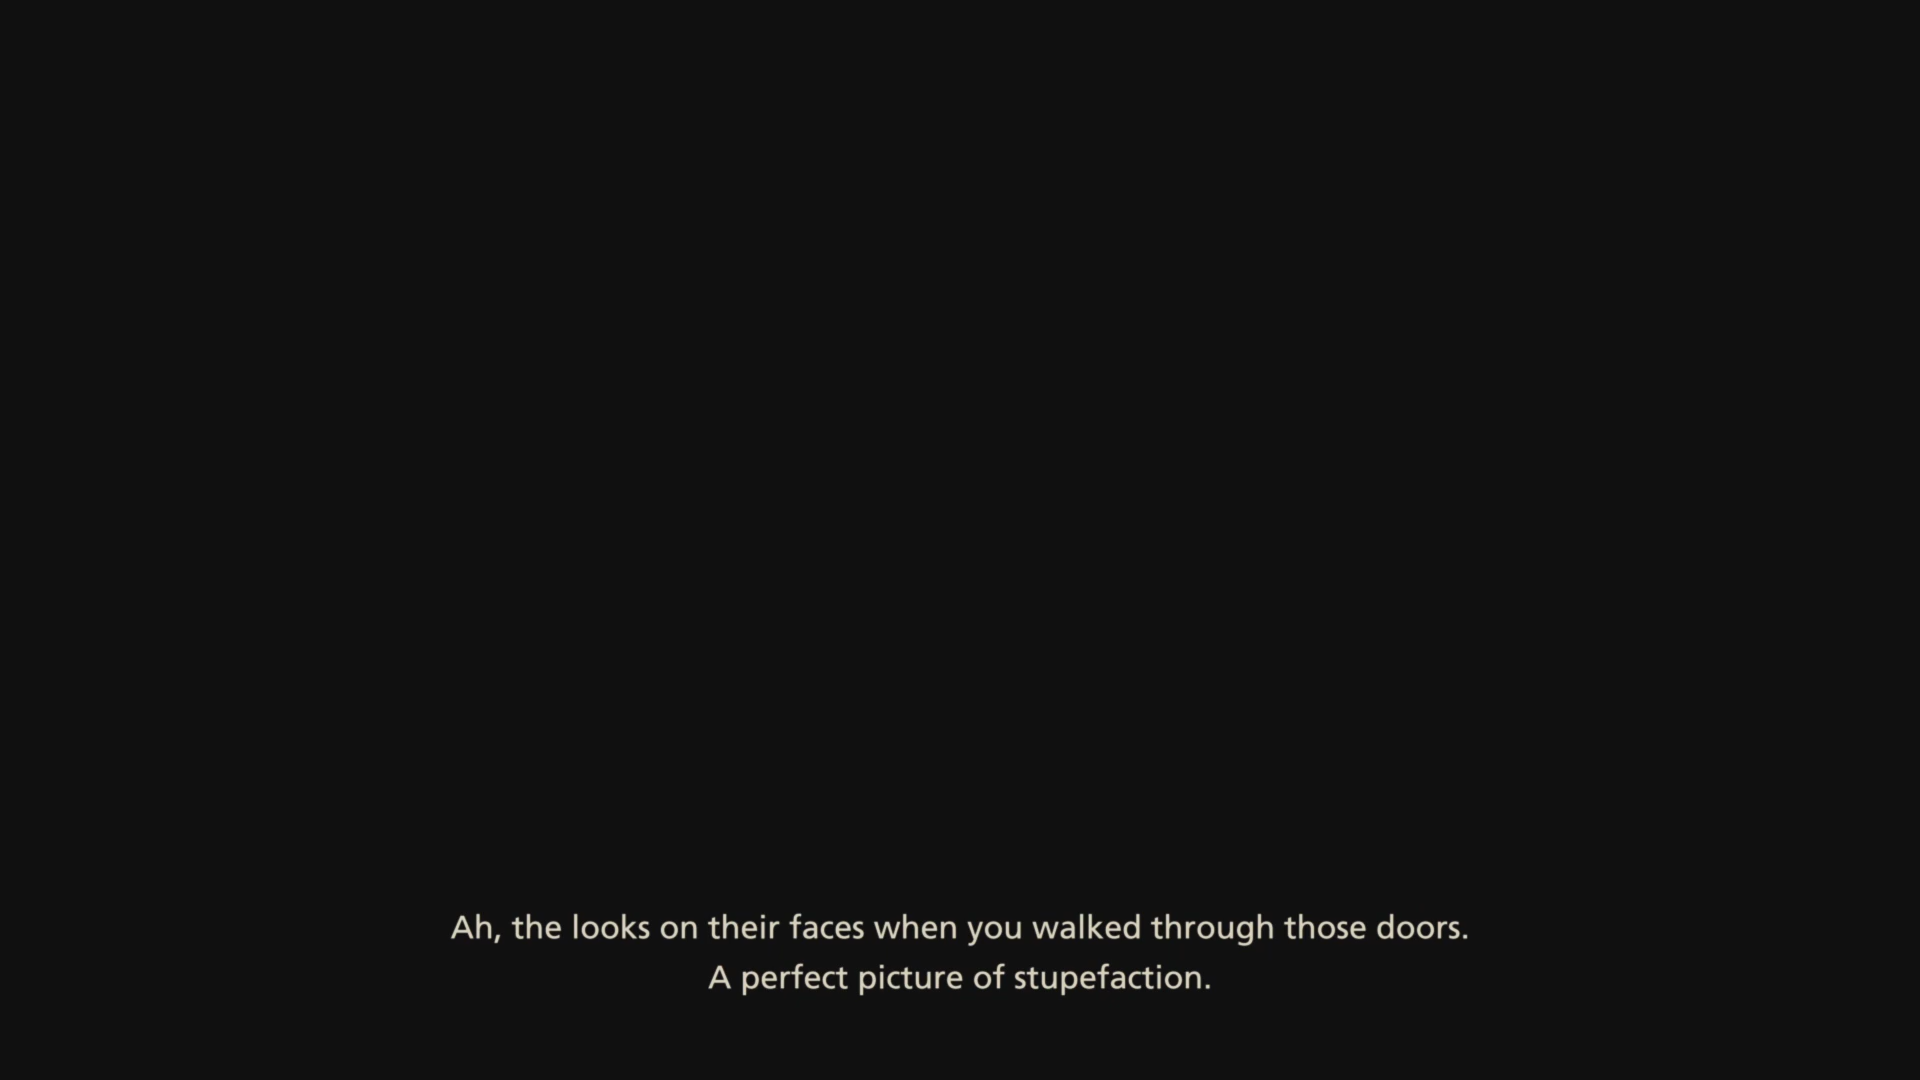 Ah, the looks on their faces when you walked through those doors.
A perfect picture of stupefaction.